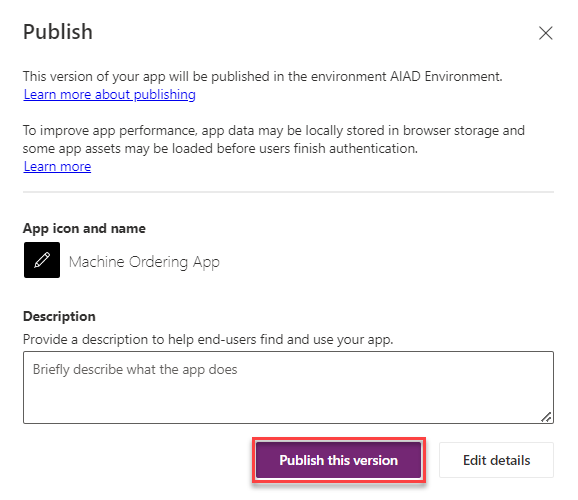 Publish
This version of your app will be published in the environment AIAD Environment.
Learn more about publishing
To improve app performance, app data may be locally stored in browser storage and
some app assets may be loaded before users finish authentication.
Learn more
App icon and name
Machine Ordering App
Description
Provide a description to help end-users find and use your app.
Briefly describe what the app does
Publish this version
Edit details